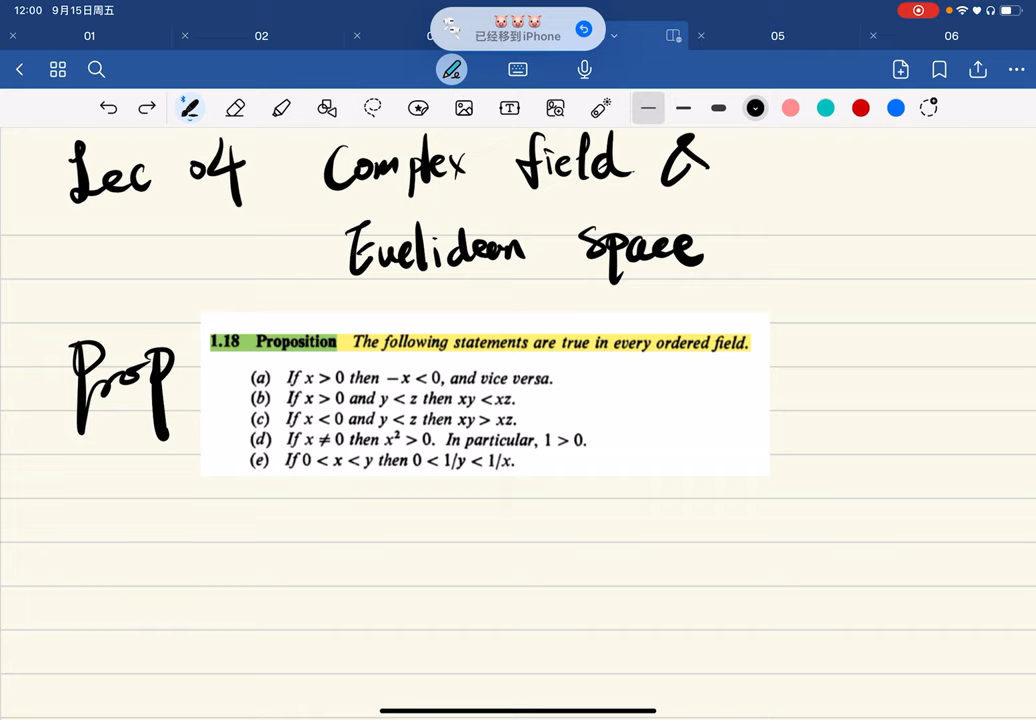 12:00 9月15日周五
🐷🐷🐷
已经移到iPhone
01 02 05 06
Lec 04 Complex field &
Euclidean Space
Prop
1.18 Proposition The following statements are true in every ordered field.
(a) If x > 0 then −x < 0, and vice versa.
(b) If x > 0 and y < z then xy < xz.
(c) If x < 0 and y < z then xy > xz.
(d) If x ≠ 0 then x² > 0. In particular, 1 > 0.
(e) If 0 < x < y then 0 < 1/y < 1/x.